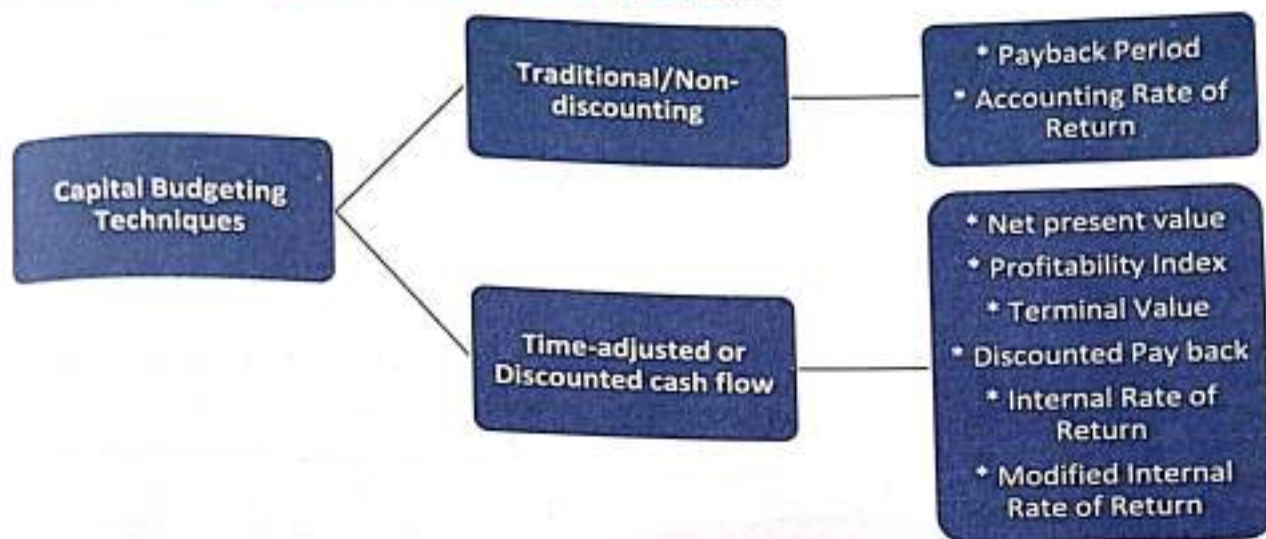 Capital Budgeting
Techniques
Traditional/Non-
discounting
* Payback Period
* Accounting Rate of
Return
Time-adjusted or
Discounted cash flow
* Net present value
* Profitability Index
* Terminal Value
* Discounted Pay back
* Internal Rate of
Return
* Modified Internal
Rate of Return